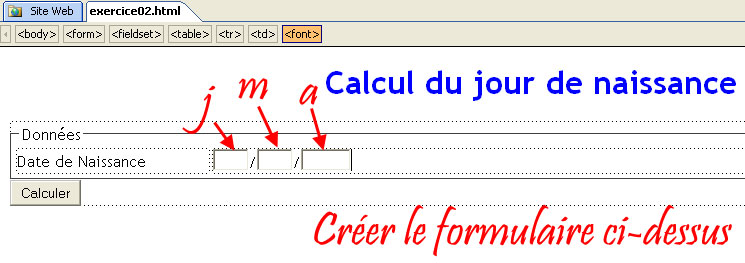 Site Web exercice02.html
<body> <form> <fieldset> <table> <tr> <td> <font>
Calcul du jour de naissance
j m a
Données
Date de Naissance / /
Calculer
Créer le formulaire ci-dessus